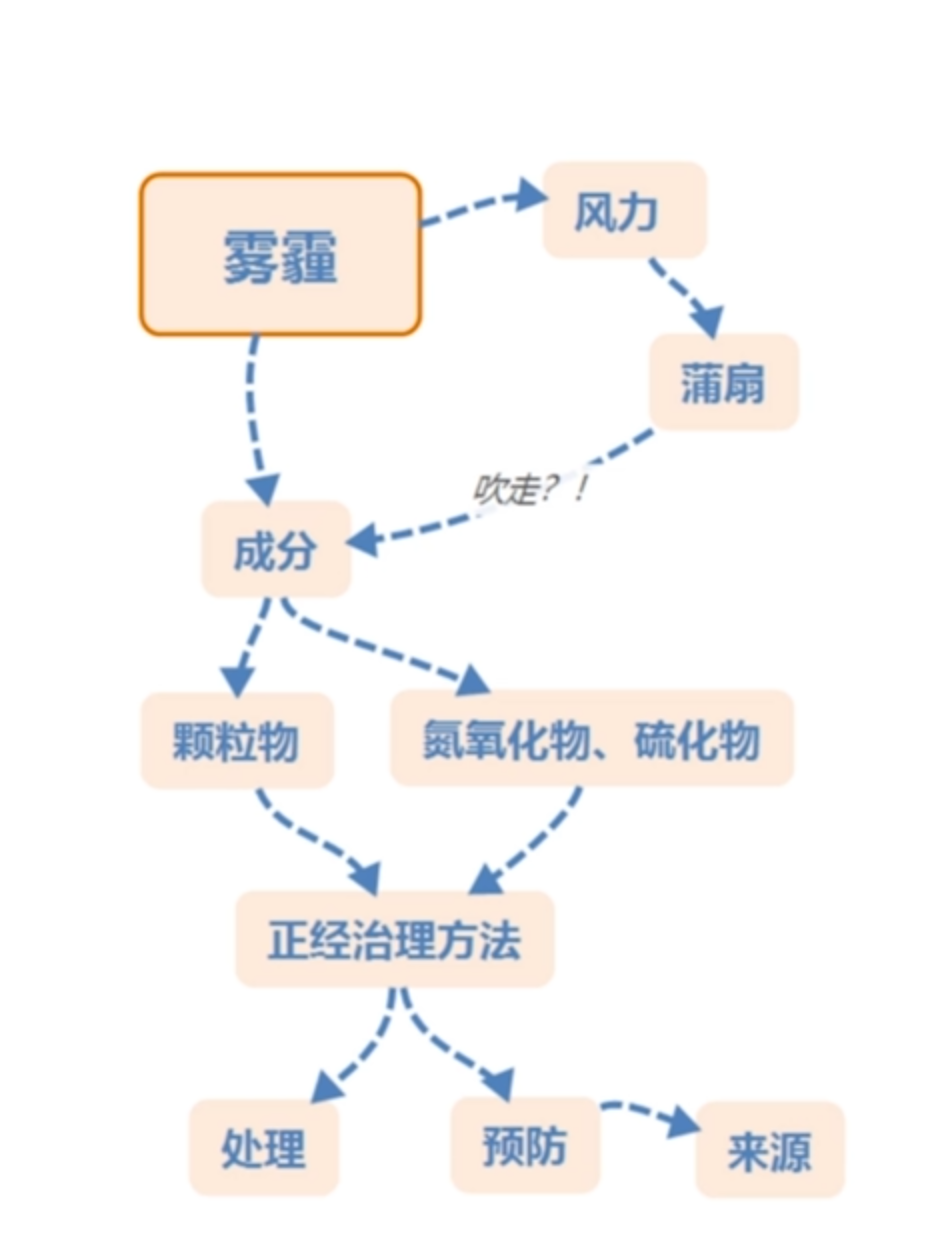 雾霾
风力
蒲扇
吹走？！
成分
颗粒物
氮氧化物、硫化物
正经治理方法
处理
预防
来源